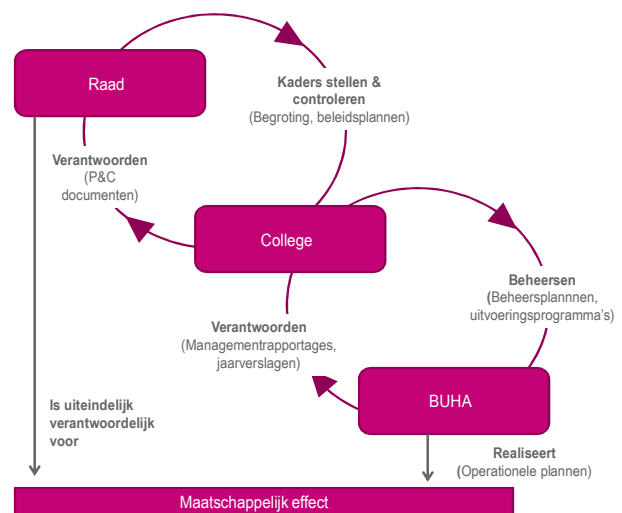 Raad
Kaders stellen &
controleren
(Begroting, beleidsplannen)
Verantwoorden
(P&C
documenten)
College
Beheersen
(Beheersplannnen,
uitvoeringsprogramma's)
Verantwoorden
(Managementrapportages,
jaarverslagen)
BUHA
Is uiteindelijk
verantwoordelijk
voor
Realiseert
(Operationele plannen)
Maatschappelijk effect